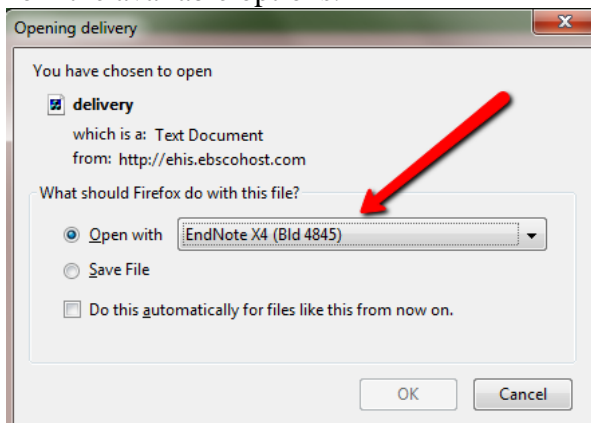 Opening delivery
You have chosen to open
delivery
which is a: Text Document
from: http://ehis.ebscohost.com
What should Firefox do with this file?
Open with EndNote X4 (Bld 4845)
Save File
Do this automatically for files like this from now on.
OK Cancel